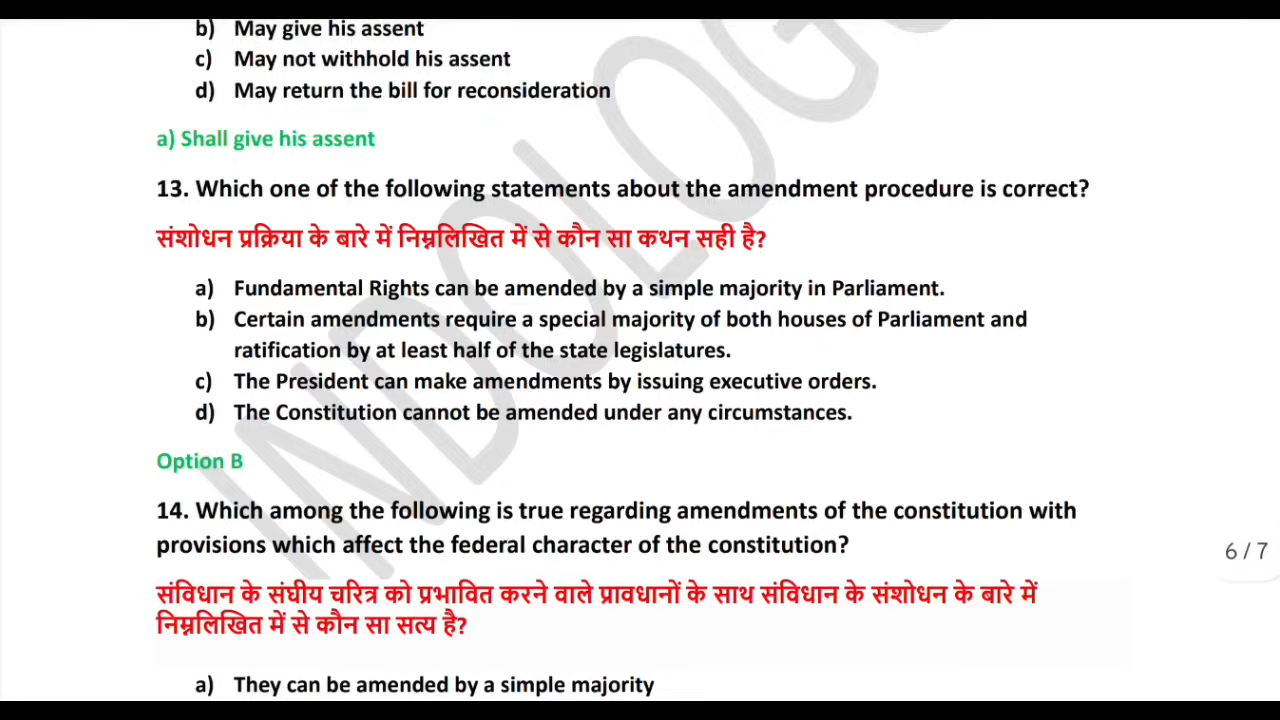 b) May give his assent
c) May not withhold his assent
d) May return the bill for reconsideration
a) Shall give his assent
13. Which one of the following statements about the amendment procedure is correct?
संशोधन प्रक्रिया के बारे में निम्नलिखित में से कौन सा कथन सही है?
a) Fundamental Rights can be amended by a simple majority in Parliament.
b) Certain amendments require a special majority of both houses of Parliament and
ratification by at least half of the state legislatures.
c) The President can make amendments by issuing executive orders.
d) The Constitution cannot be amended under any circumstances.
Option B
14. Which among the following is true regarding amendments of the constitution with
provisions which affect the federal character of the constitution?
6 / 7
संविधान के संघीय चरित्र को प्रभावित करने वाले प्रावधानों के साथ संविधान के संशोधन के बारे में
निम्नलिखित में से कौन सा सत्य है?
a) They can be amended by a simple majority